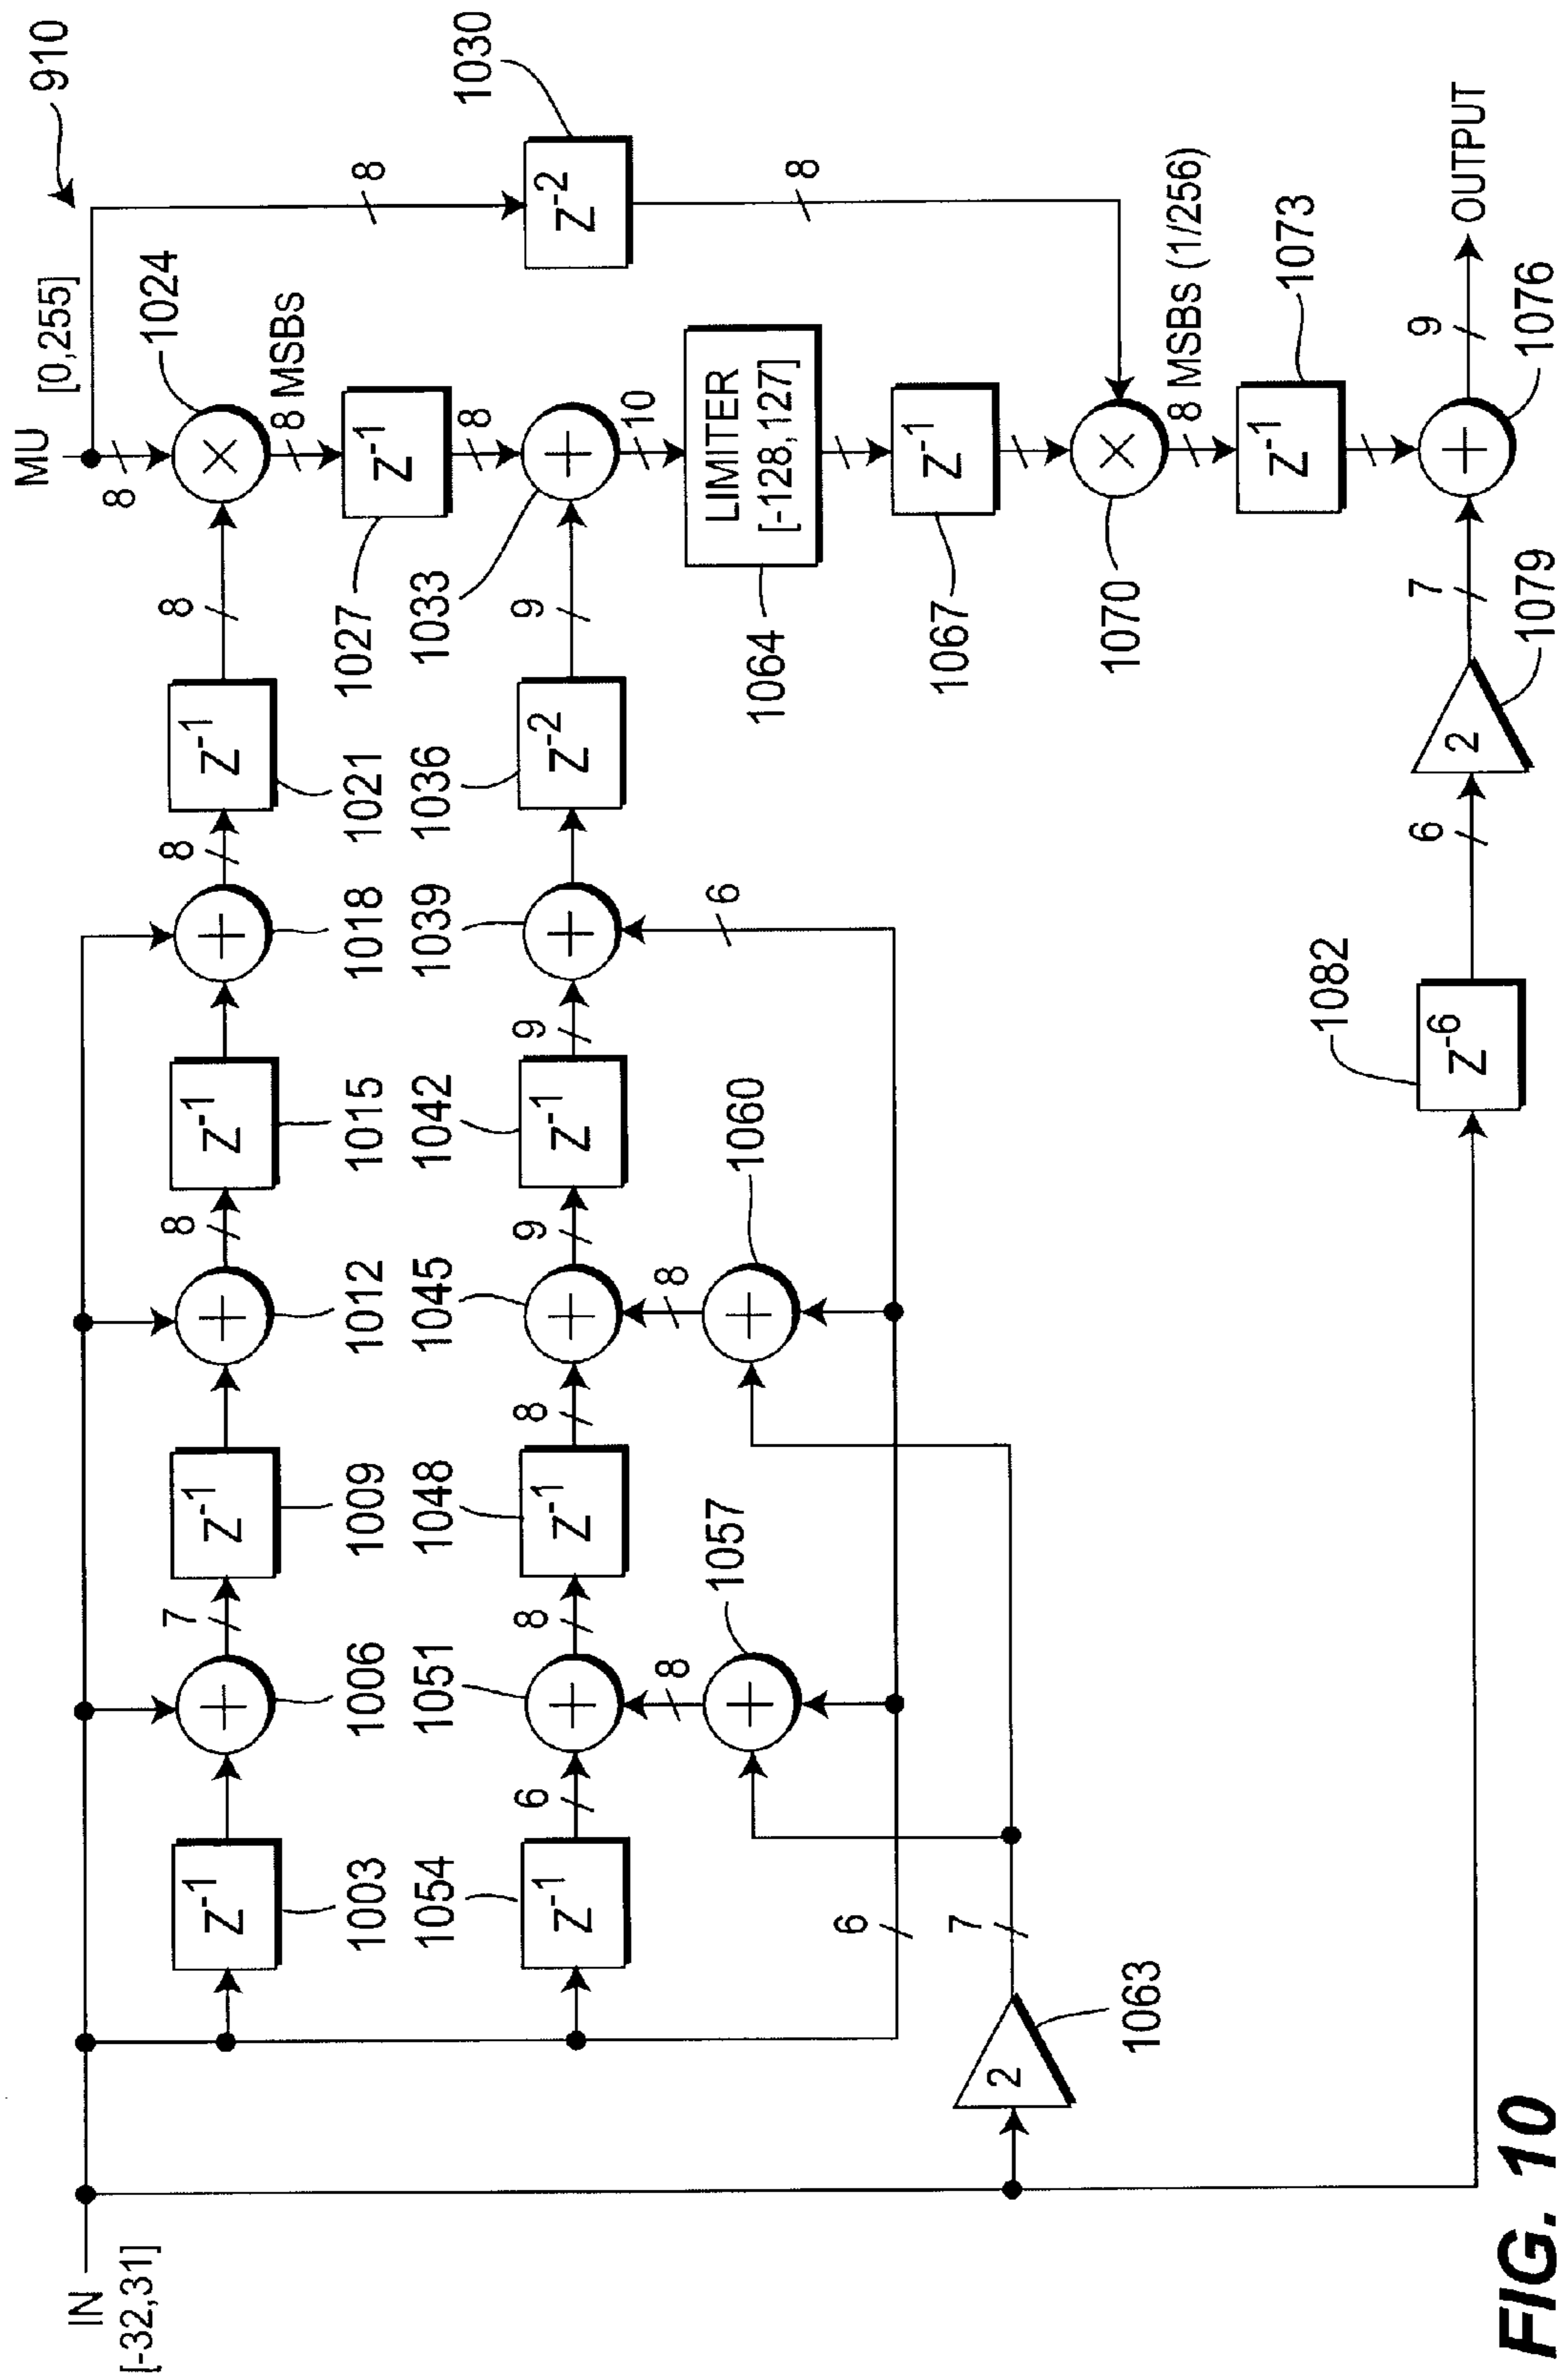 910
MU
[0,255]
8
8
1024
8 MSBs
Z-1
1027
8
1030
Z-2
8
IN
[-32,31]
Z-1
1003
1006
7
Z-1
1009
1012
8
Z-1
1015
1018
8
Z-1
1021
8
Z-1
1054
6
1051
8
Z-1
1048
8
1045
9
Z-1
1042
9
1039
Z-2
1036
9
1033
10
LIMITER
[-128,127]
1064
Z-1
1067
1070
8 MSBs (1/256)
Z-1
1073
8
1057
8
1060
6
6
7
2
1063
Z-6
1082
6
2
1079
7
1076
9
OUTPUT
FIG. 10